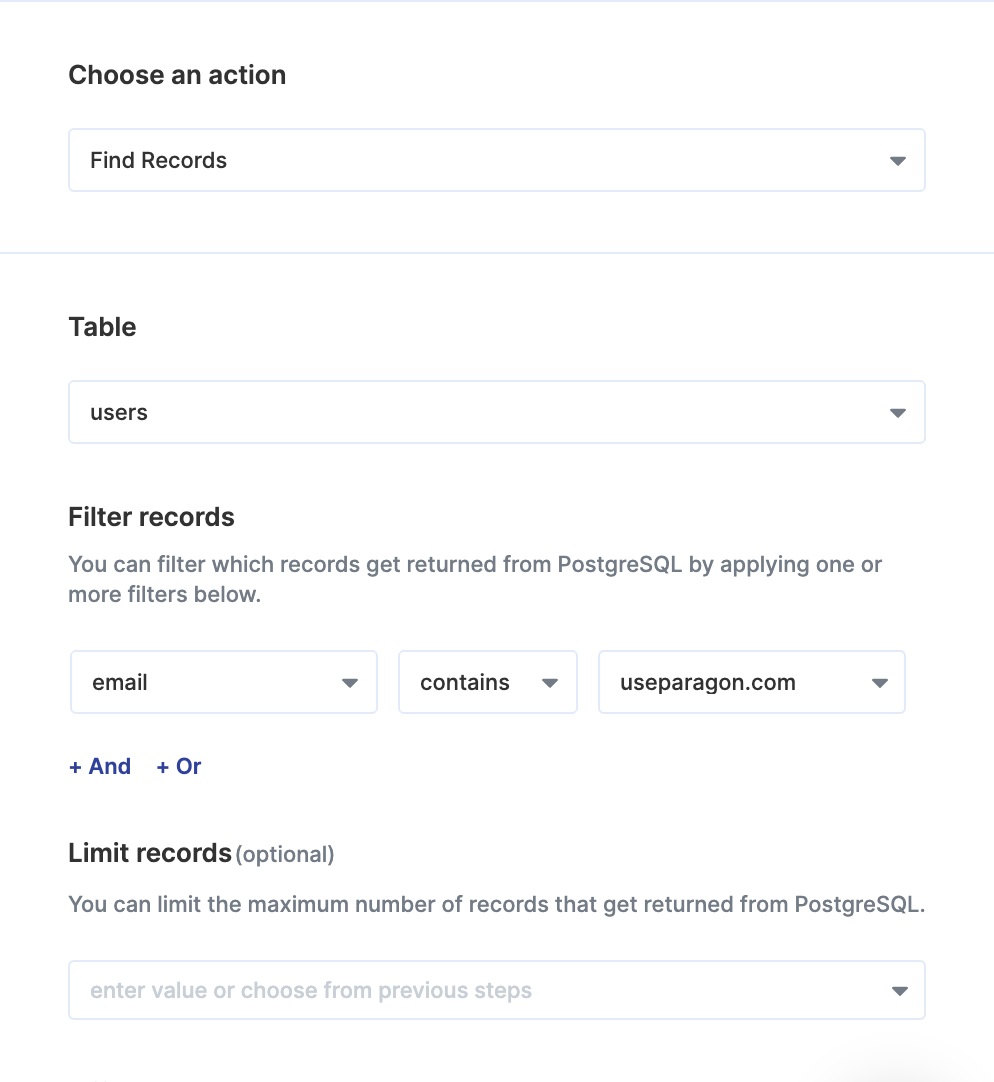 Choose an action
Find Records
Table
users
Filter records
You can filter which records get returned from PostgreSQL by applying one or
more filters below.
email contains useparagon.com
+ And + Or
Limit records (optional)
You can limit the maximum number of records that get returned from PostgreSQL.
enter value or choose from previous steps